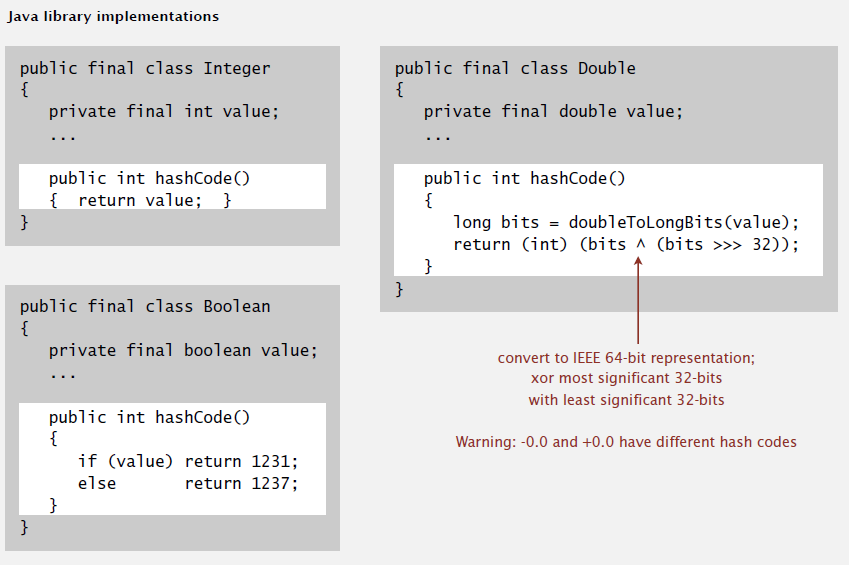 Java library implementations
public final class Integer
{
   private final int value;
   ...
   public int hashCode()
   {  return value;  }
}
public final class Boolean
{
   private final boolean value;
   ...
   public int hashCode()
   {
      if (value) return 1231;
      else       return 1237;
   }
}
public final class Double
{
   private final double value;
   ...
   public int hashCode()
   {
      long bits = doubleToLongBits(value);
      return (int) (bits ^ (bits >>> 32));
   }
}
convert to IEEE 64-bit representation;
xor most significant 32-bits
with least significant 32-bits
Warning: -0.0 and +0.0 have different hash codes